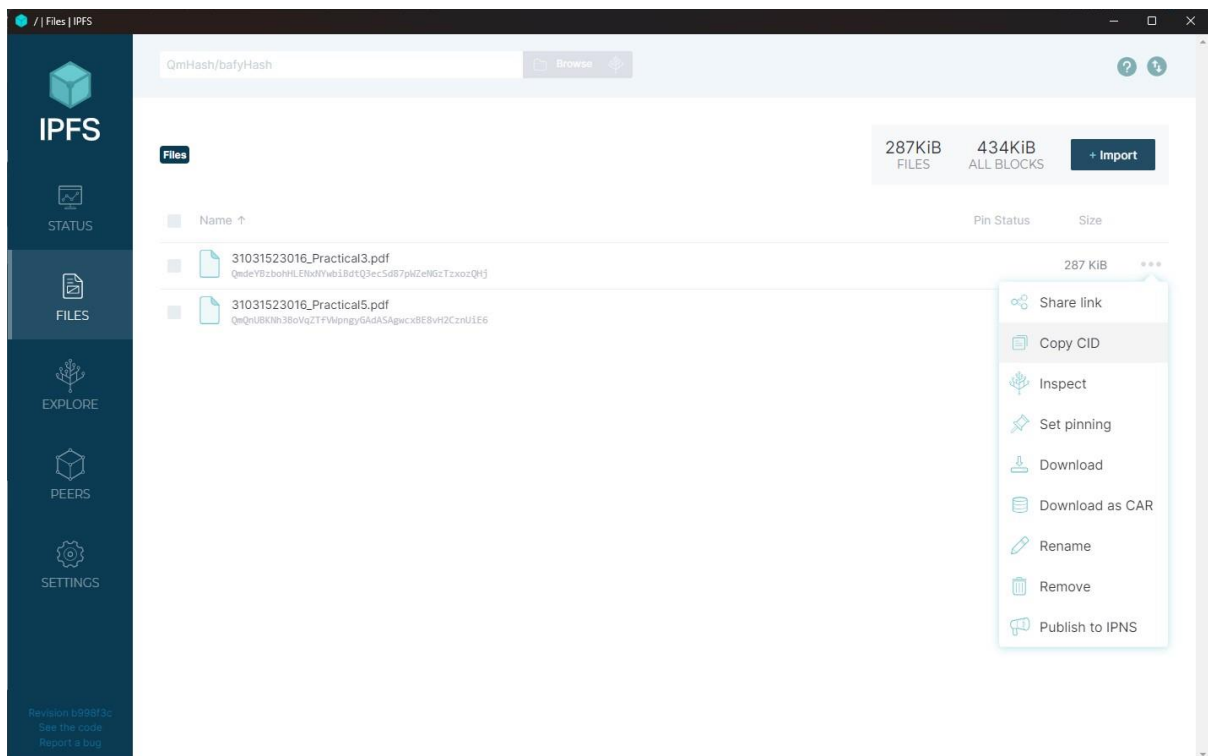 / | Files | IPFS
QmHash/bafyHash
Browse
IPFS
287KiB
FILES
434KiB
ALL BLOCKS
+ Import
Files
STATUS
Name ↑
Pin Status
Size
31031523016_Practical3.pdf
QmdeYBzbohHLENxNYwbiBdtQ3ecSd87pWZeNGzTzxozQHj
287 KiB
31031523016_Practical5.pdf
QmQnUBKNh3BoVqZTfVWpngyGAdASAgwcxBE8vH2CznUiE6
FILES
Share link
Copy CID
Inspect
Set pinning
Download
Download as CAR
Rename
Remove
Publish to IPNS
EXPLORE
PEERS
SETTINGS
Revision b998f3c
See the code
Report a bug